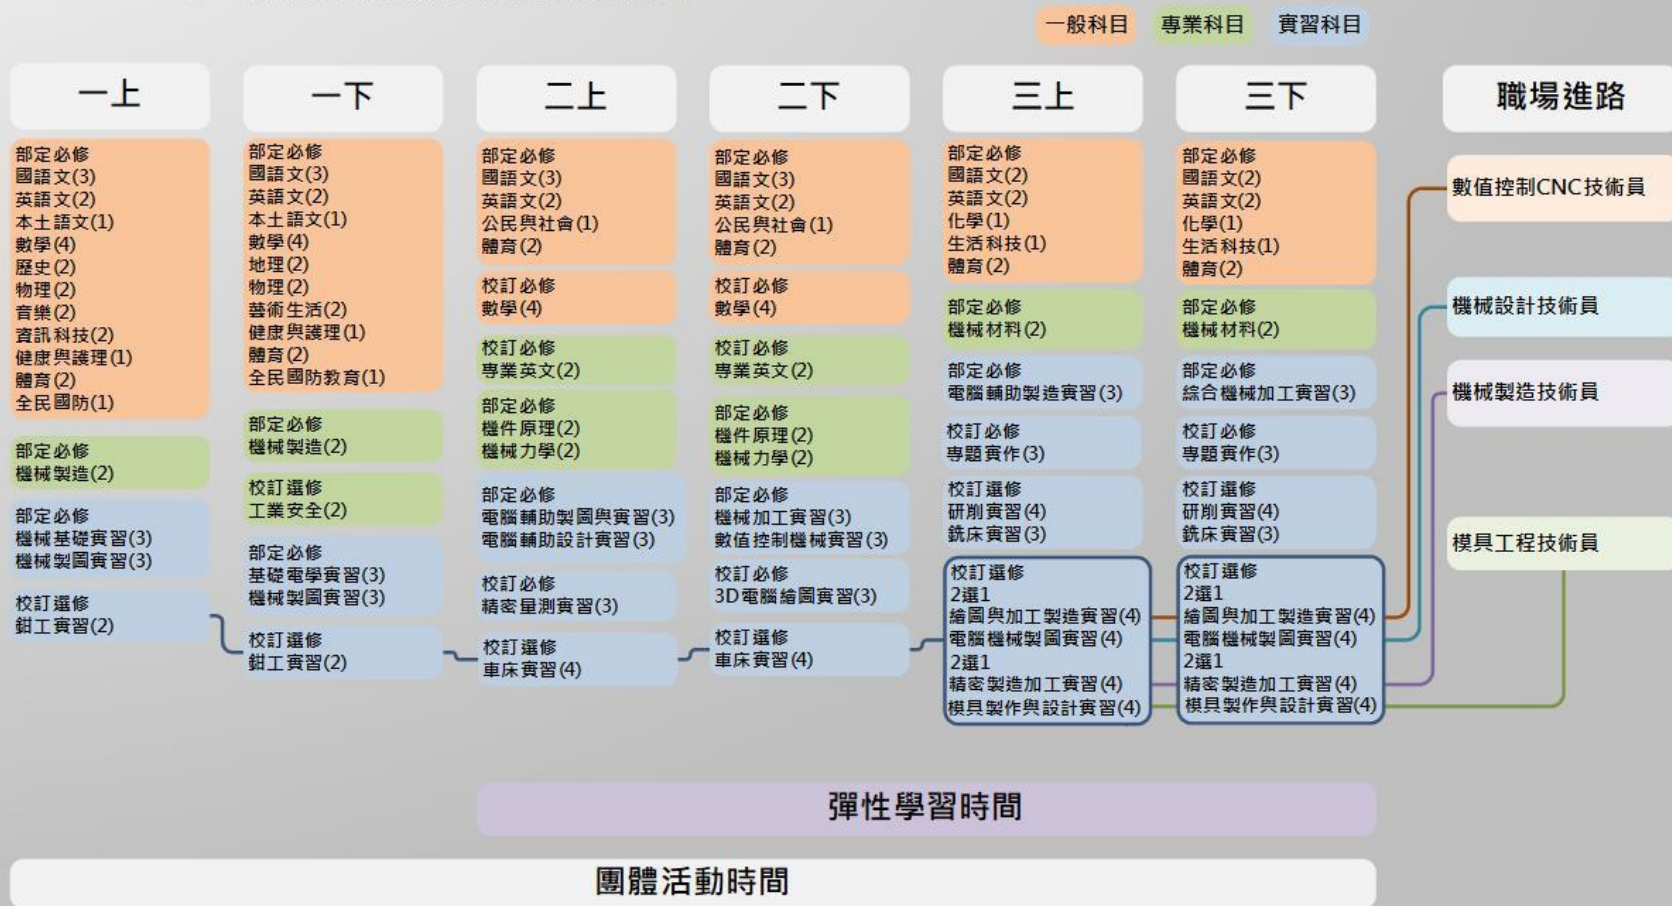 一般科目
專業科目
實習科目
一上
部定必修
國語文(3)
英語文(2)
本土語文(1)
數學(4)
歷史(2)
物理(2)
音樂(2)
資訊科技(2)
健康與護理(1)
體育(2)
全民國防(1)
部定必修
機械製造(2)
部定必修
機械基礎實習(3)
機械製圖實習(3)
校訂選修
鉗工實習(2)
一下
部定必修
國語文(3)
英語文(2)
本土語文(1)
數學(4)
地理(2)
物理(2)
藝術生活(2)
健康與護理(1)
體育(2)
全民國防教育(1)
部定必修
機械製造(2)
校訂選修
工業安全(2)
部定必修
基礎電學實習(3)
機械製圖實習(3)
校訂選修
鉗工實習(2)
二上
部定必修
國語文(3)
英語文(2)
公民與社會(1)
體育(2)
校訂必修
數學(4)
校訂必修
專業英文(2)
部定必修
機件原理(2)
機械力學(2)
部定必修
電腦輔助製圖與實習(3)
電腦輔助設計實習(3)
校訂必修
精密量測實習(3)
校訂選修
車床實習(4)
二下
部定必修
國語文(3)
英語文(2)
公民與社會(1)
體育(2)
校訂必修
數學(4)
校訂必修
專業英文(2)
部定必修
機件原理(2)
機械力學(2)
部定必修
機械加工實習(3)
數值控制機械實習(3)
校訂必修
3D電腦繪圖實習(3)
校訂選修
車床實習(4)
三上
部定必修
國語文(2)
英語文(2)
化學(1)
生活科技(1)
體育(2)
部定必修
機械材料(2)
部定必修
電腦輔助製造實習(3)
校訂必修
專題實作(3)
校訂選修
研削實習(4)
銑床實習(3)
校訂選修
2選1
繪圖與加工製造實習(4)
電腦機械製圖實習(4)
2選1
精密製造加工實習(4)
模具製作與設計實習(4)
三下
部定必修
國語文(2)
英語文(2)
化學(1)
生活科技(1)
體育(2)
部定必修
機械材料(2)
部定必修
綜合機械加工實習(3)
校訂必修
專題實作(3)
校訂選修
研削實習(4)
銑床實習(3)
校訂選修
2選1
繪圖與加工製造實習(4)
電腦機械製圖實習(4)
2選1
精密製造加工實習(4)
模具製作與設計實習(4)
職場進路
數值控制CNC技術員
機械設計技術員
機械製造技術員
模具工程技術員
彈性學習時間
團體活動時間